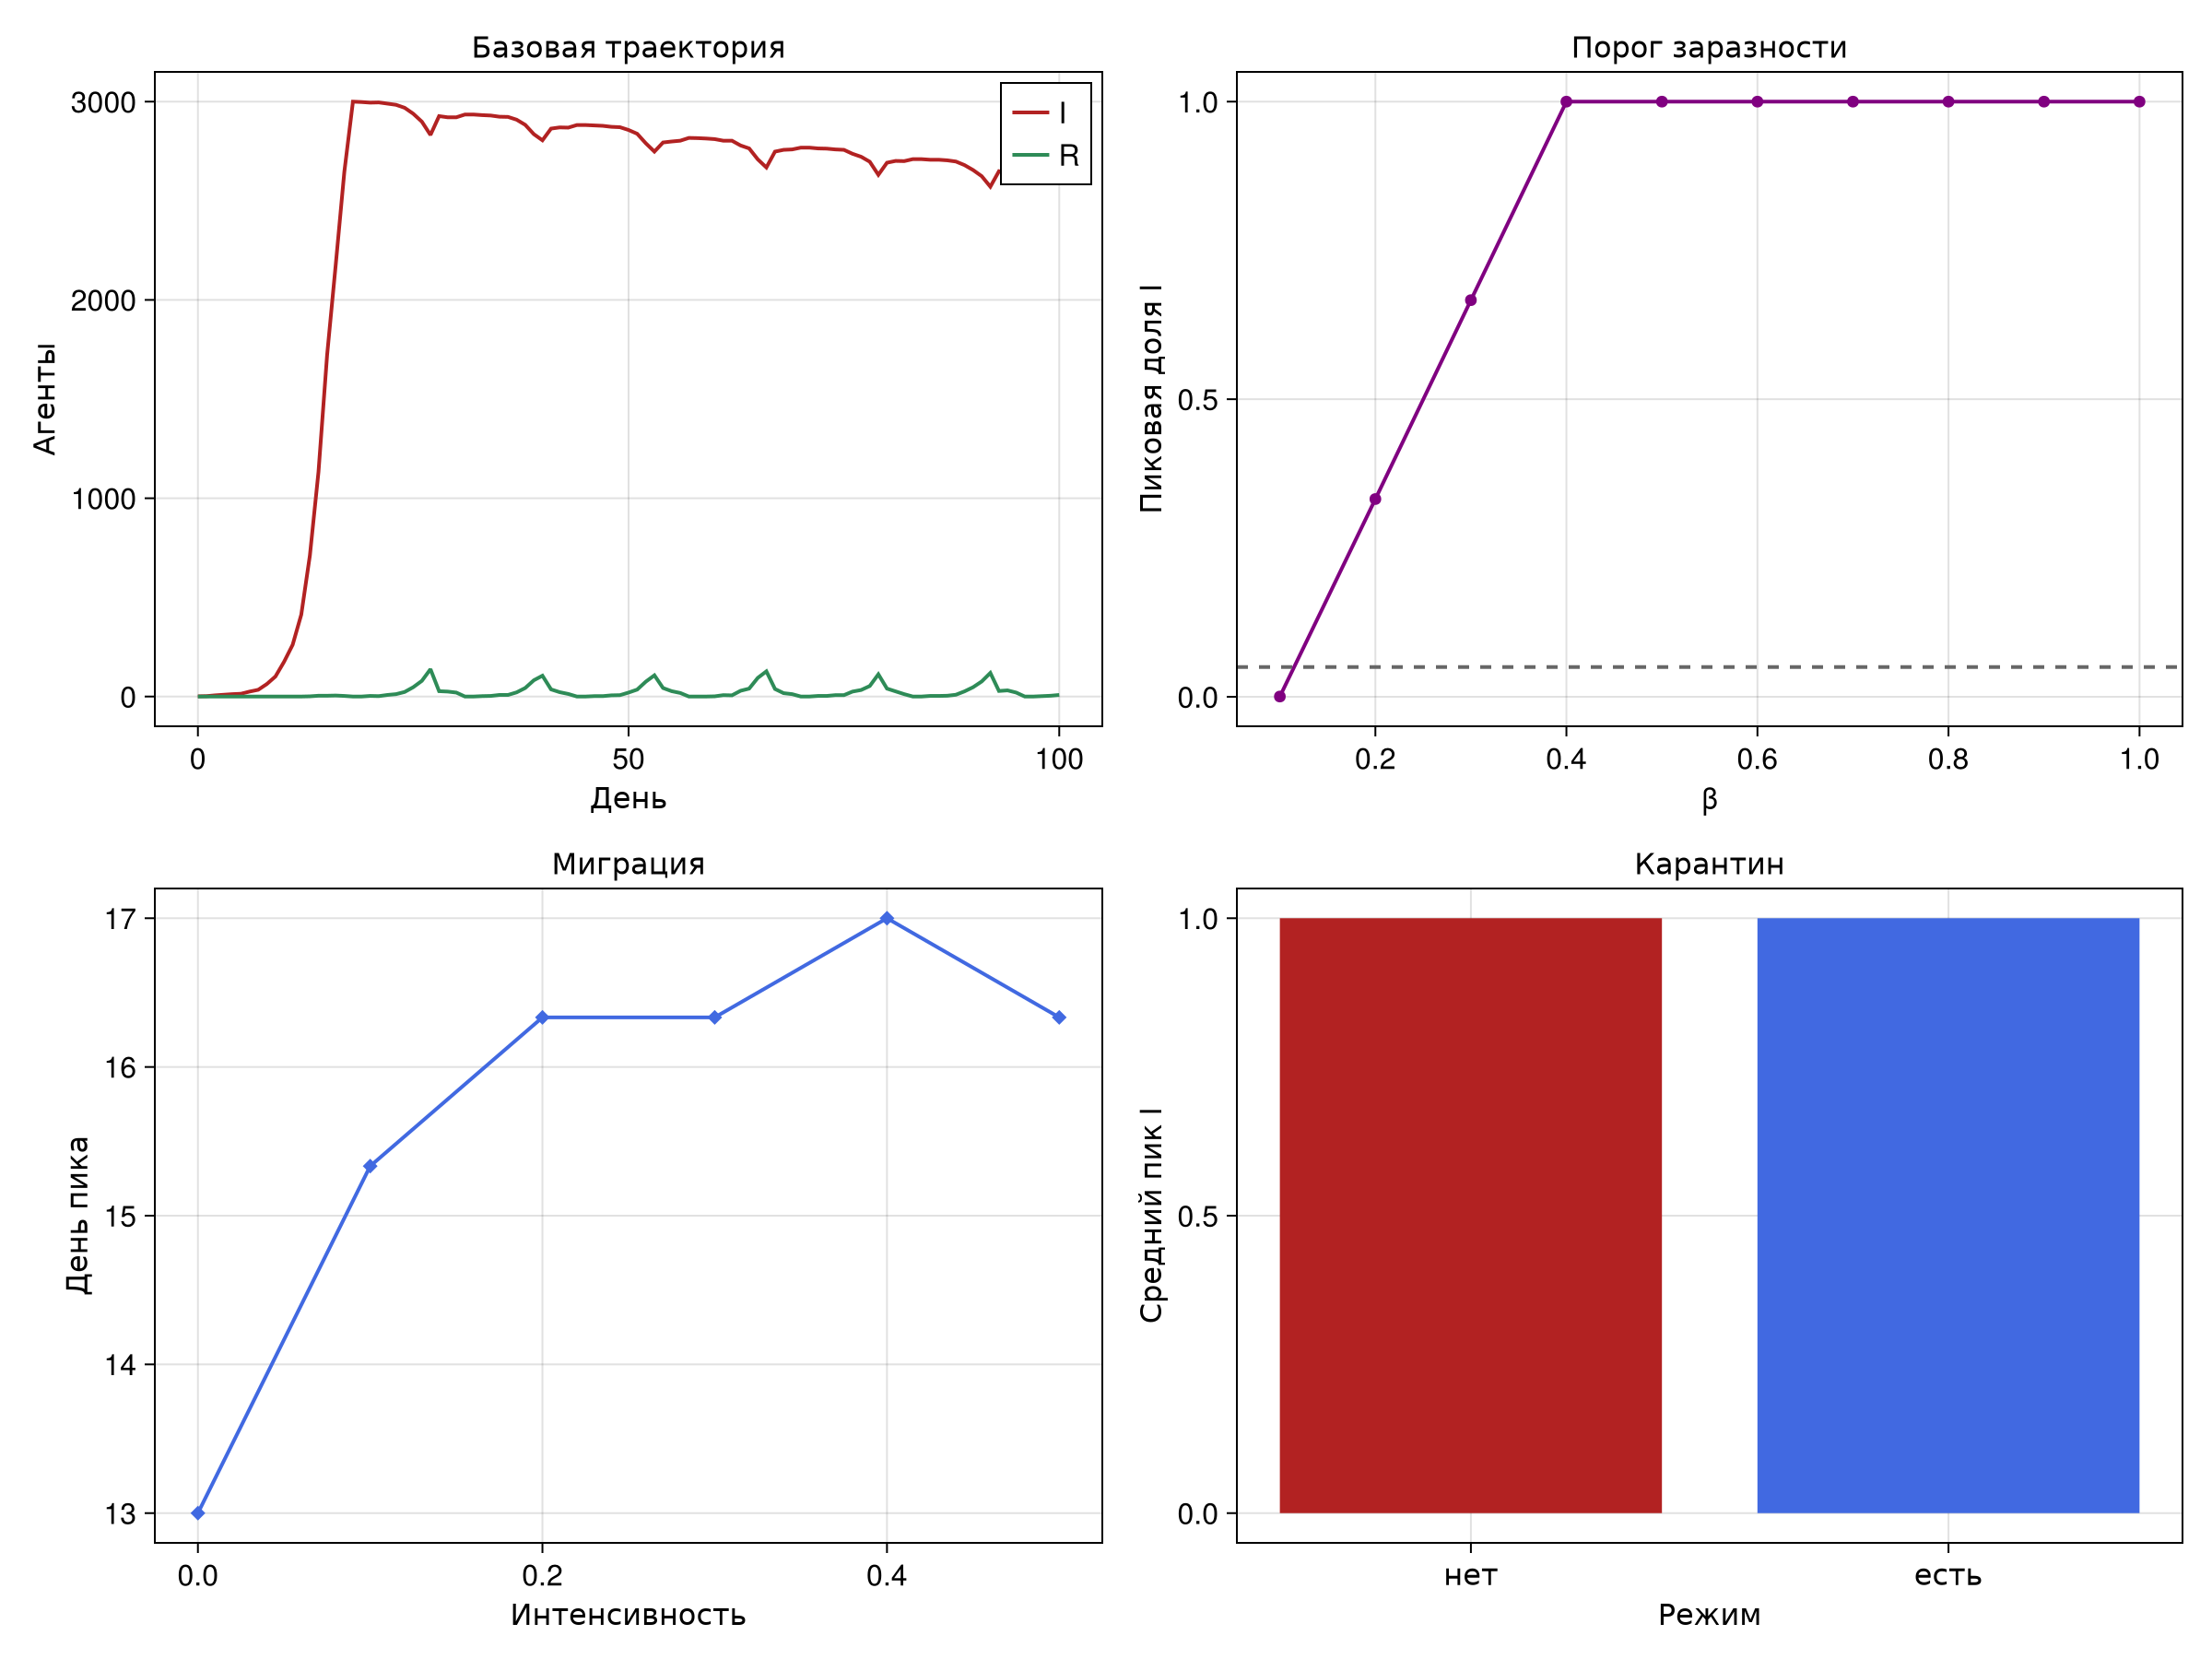 Базовая траектория
3000
2000
1000
0
Агенты
I
R
0 50 100
День
Порог заразности
1.0
0.5
0.0
Пиковая доля I
0.2 0.4 0.6 0.8 1.0
β
Миграция
17
16
15
14
13
День пика
0.0 0.2 0.4
Интенсивность
Карантин
1.0
0.5
0.0
Средний пик I
нет есть
Режим